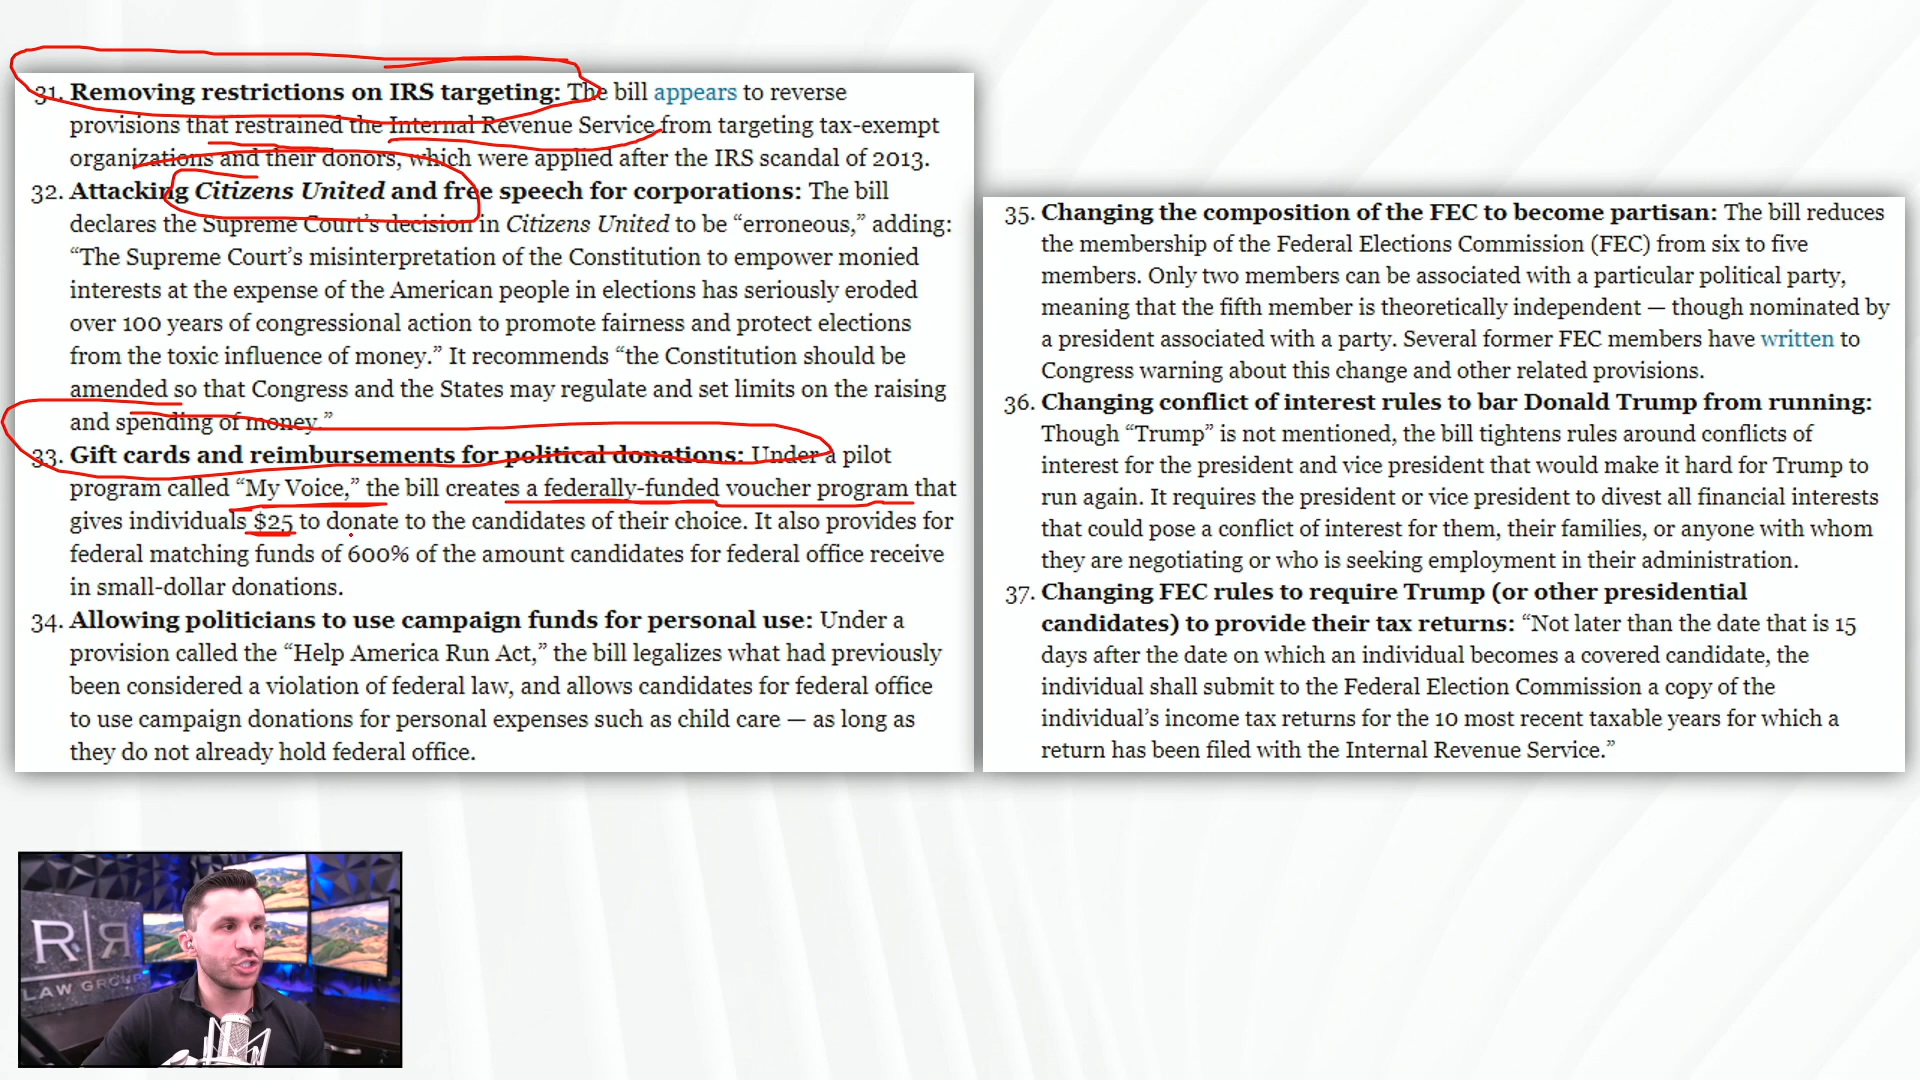 31. Removing restrictions on IRS targeting: The bill appears to reverse
provisions that restrained the Internal Revenue Service from targeting tax-exempt
organizations and their donors, which were applied after the IRS scandal of 2013.
32. Attacking Citizens United and free speech for corporations: The bill
declares the Supreme Court’s decision in Citizens United to be “erroneous,” adding:
“The Supreme Court’s misinterpretation of the Constitution to empower monied
interests at the expense of the American people in elections has seriously eroded
over 100 years of congressional action to promote fairness and protect elections
from the toxic influence of money.” It recommends “the Constitution should be
amended so that Congress and the States may regulate and set limits on the raising
and spending of money.”
33. Gift cards and reimbursements for political donations: Under a pilot
program called “My Voice,” the bill creates a federally-funded voucher program that
gives individuals $25 to donate to the candidates of their choice. It also provides for
federal matching funds of 600% of the amount candidates for federal office receive
in small-dollar donations.
34. Allowing politicians to use campaign funds for personal use: Under a
provision called the “Help America Run Act,” the bill legalizes what had previously
been considered a violation of federal law, and allows candidates for federal office
to use campaign donations for personal expenses such as child care — as long as
they do not already hold federal office.
35. Changing the composition of the FEC to become partisan: The bill reduces
the membership of the Federal Elections Commission (FEC) from six to five
members. Only two members can be associated with a particular political party,
meaning that the fifth member is theoretically independent — though nominated by
a president associated with a party. Several former FEC members have written to
Congress warning about this change and other related provisions.
36. Changing conflict of interest rules to bar Donald Trump from running:
Though “Trump” is not mentioned, the bill tightens rules around conflicts of
interest for the president and vice president that would make it hard for Trump to
run again. It requires the president or vice president to divest all financial interests
that could pose a conflict of interest for them, their families, or anyone with whom
they are negotiating or who is seeking employment in their administration.
37. Changing FEC rules to require Trump (or other presidential
candidates) to provide their tax returns: “Not later than the date that is 15
days after the date on which an individual becomes a covered candidate, the
individual shall submit to the Federal Election Commission a copy of the
individual’s income tax returns for the 10 most recent taxable years for which a
return has been filed with the Internal Revenue Service.”
R|Я
LAW GROUP